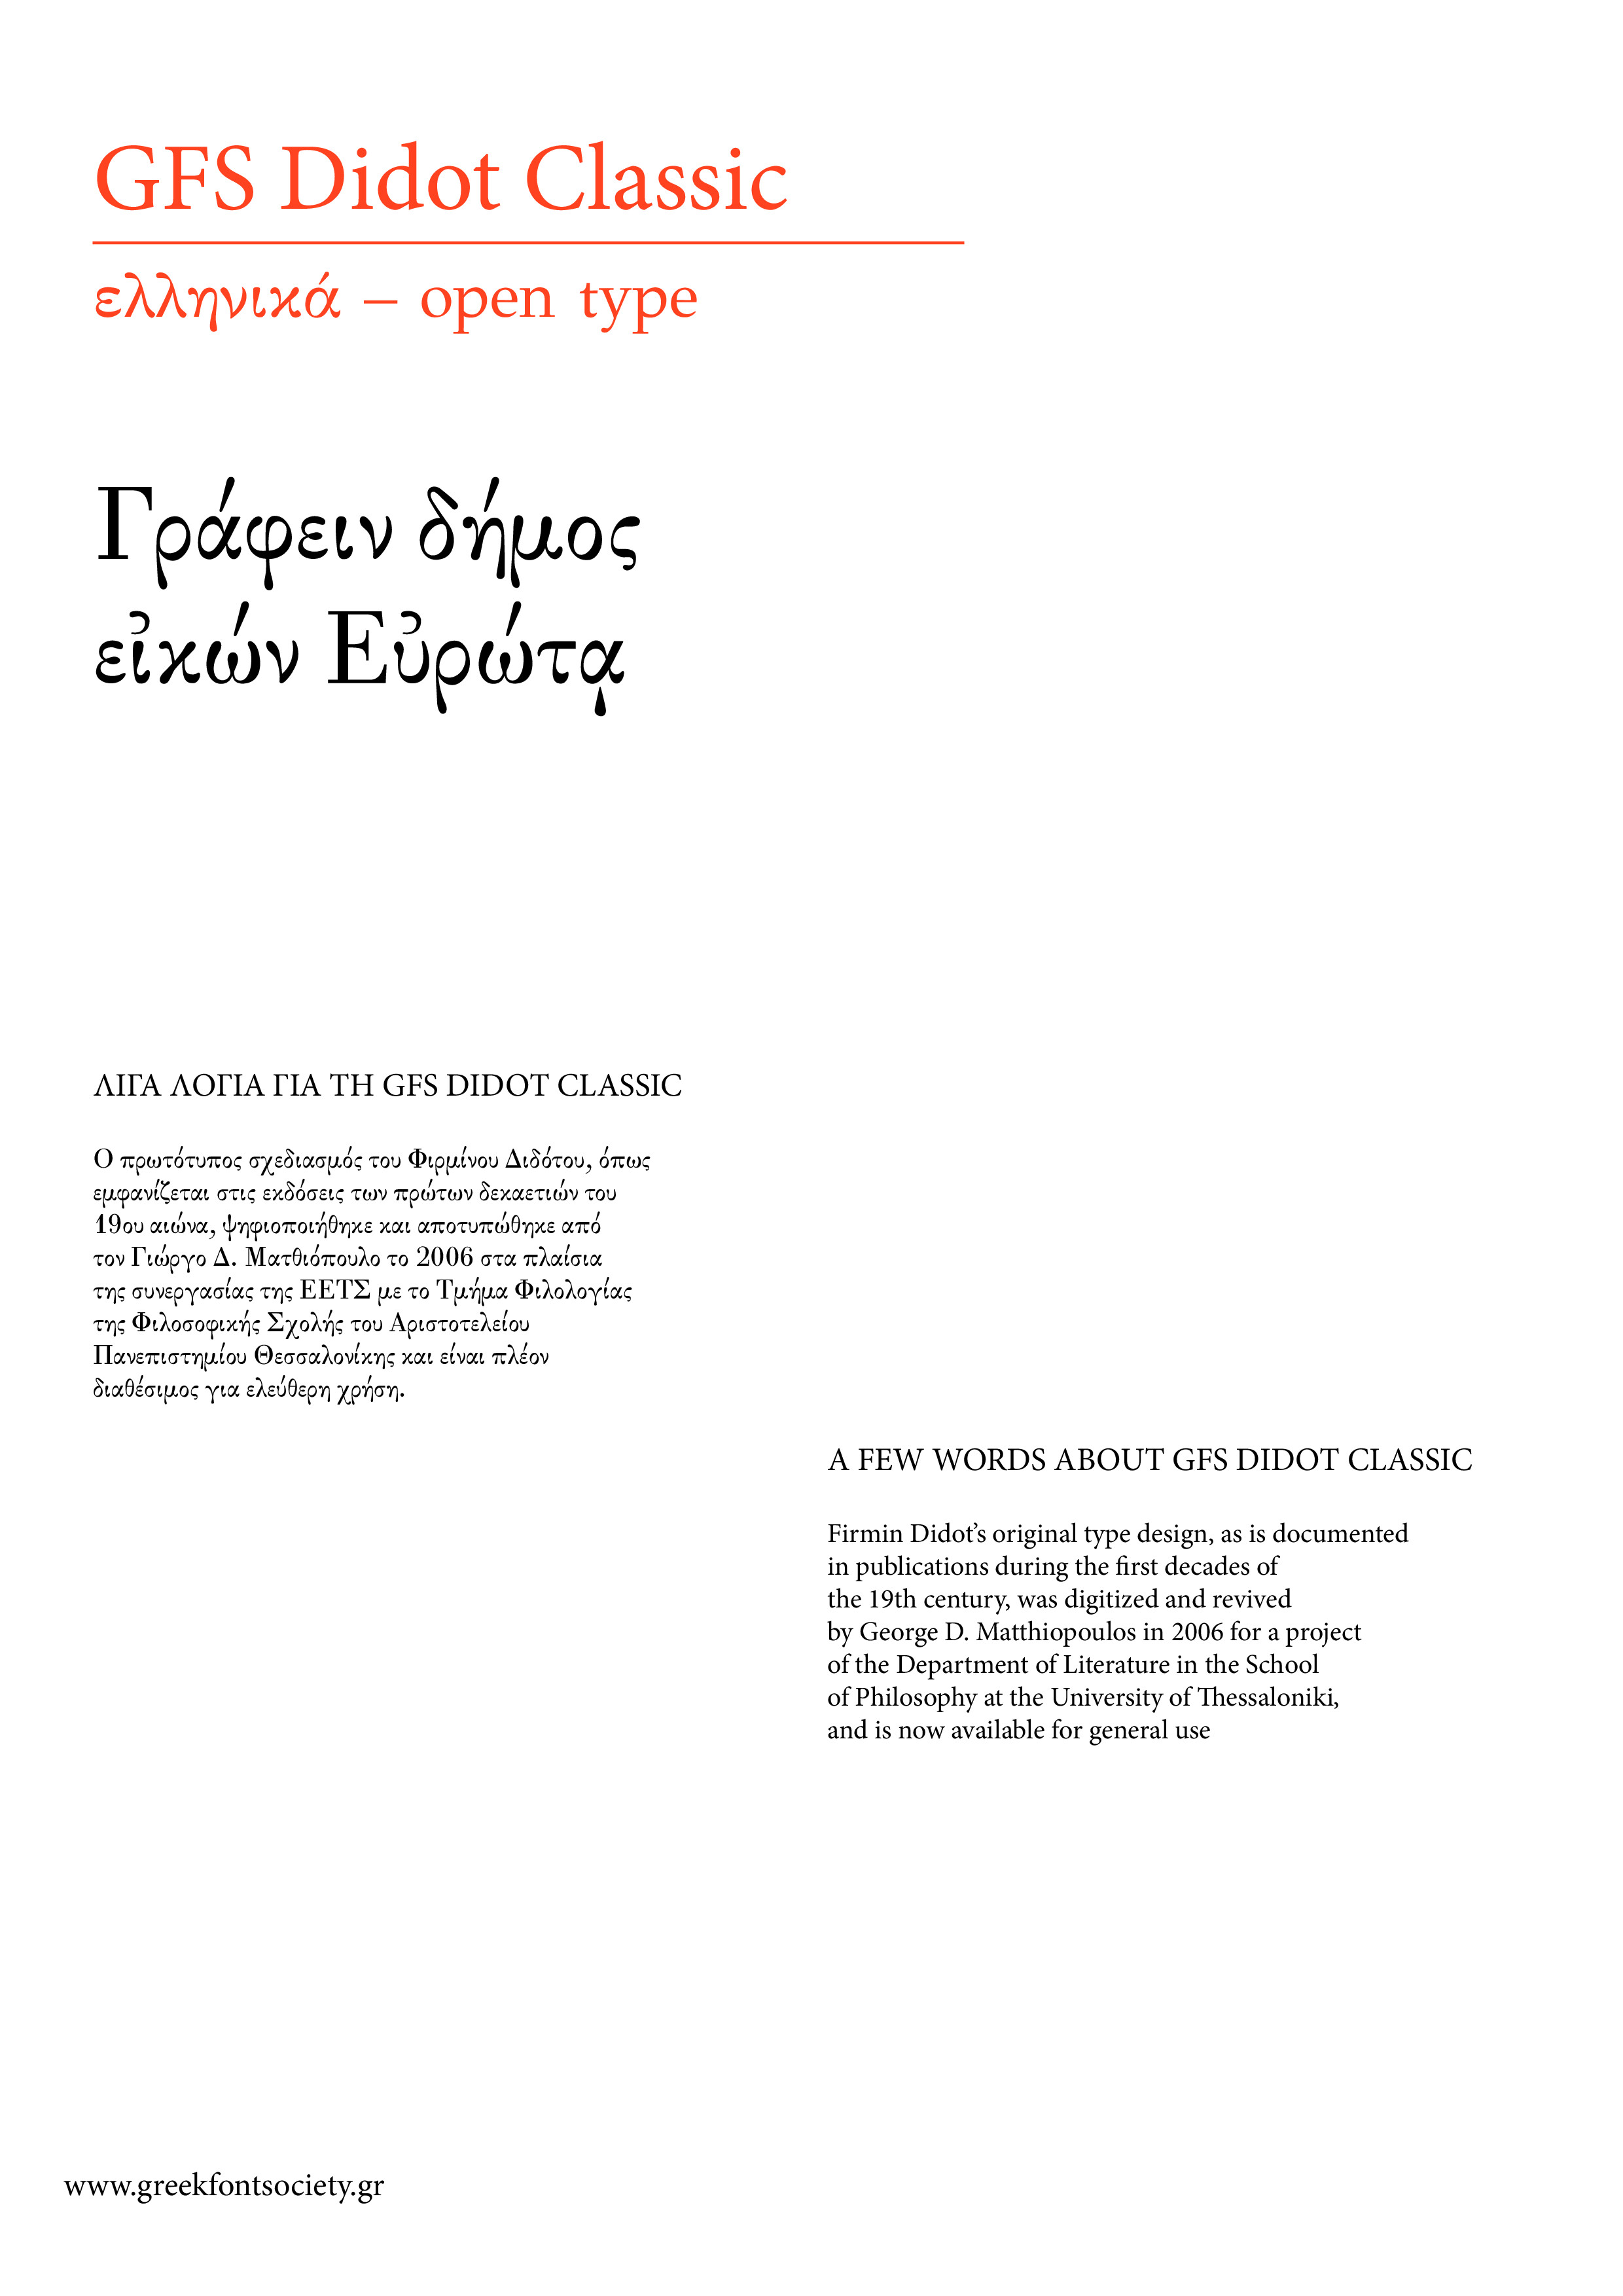 GFS Didot Classic
ελληνικά – open type
Γράφειν δήμος
εἰκών Εὐρώτᾳ
ΛΙΓΑ ΛΟΓΙΑ ΓΙΑ ΤΗ GFS DIDOT CLASSIC
Ο πρωτότυπος σχεδιασμός του Φιρμίνου Διδότου, όπως
εμφανίζεται στις εκδόσεις των πρώτων δεκαετιών του
19ου αιώνα, ψηφιοποιήθηκε και αποτυπώθηκε από
τον Γιώργο Δ. Ματθιόπουλο το 2006 στα πλαίσια
της συνεργασίας της ΕΕΤΣ με το Τμήμα Φιλολογίας
της Φιλοσοφικής Σχολής του Αριστοτελείου
Πανεπιστημίου Θεσσαλονίκης και είναι πλέον
διαθέσιμος για ελεύθερη χρήση.
A FEW WORDS ABOUT GFS DIDOT CLASSIC
Firmin Didot’s original type design, as is documented
in publications during the first decades of
the 19th century, was digitized and revived
by George D. Matthiopoulos in 2006 for a project
of the Department of Literature in the School
of Philosophy at the University of Thessaloniki,
and is now available for general use
www.greekfontsociety.gr